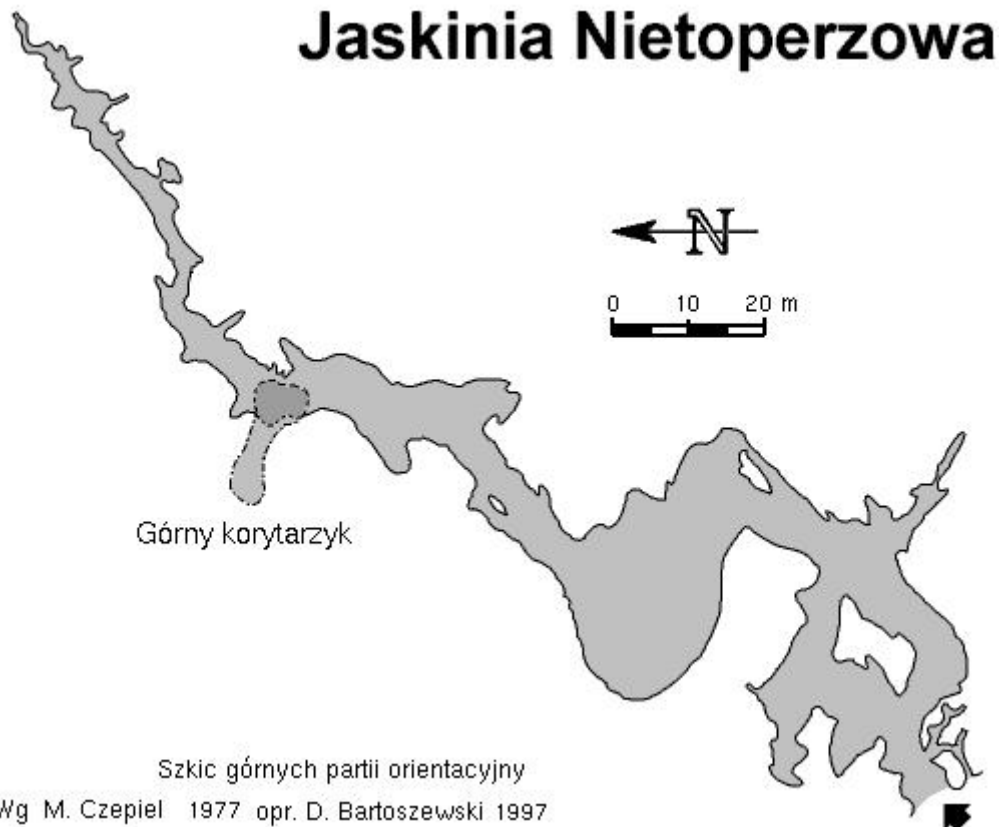 Jaskinia Nietoperzowa
N
0 10 20 m
Górny korytarzyk
Szkic górnych partii orientacyjny
Wg M. Czepiel 1977 opr. D. Bartoszewski 1997